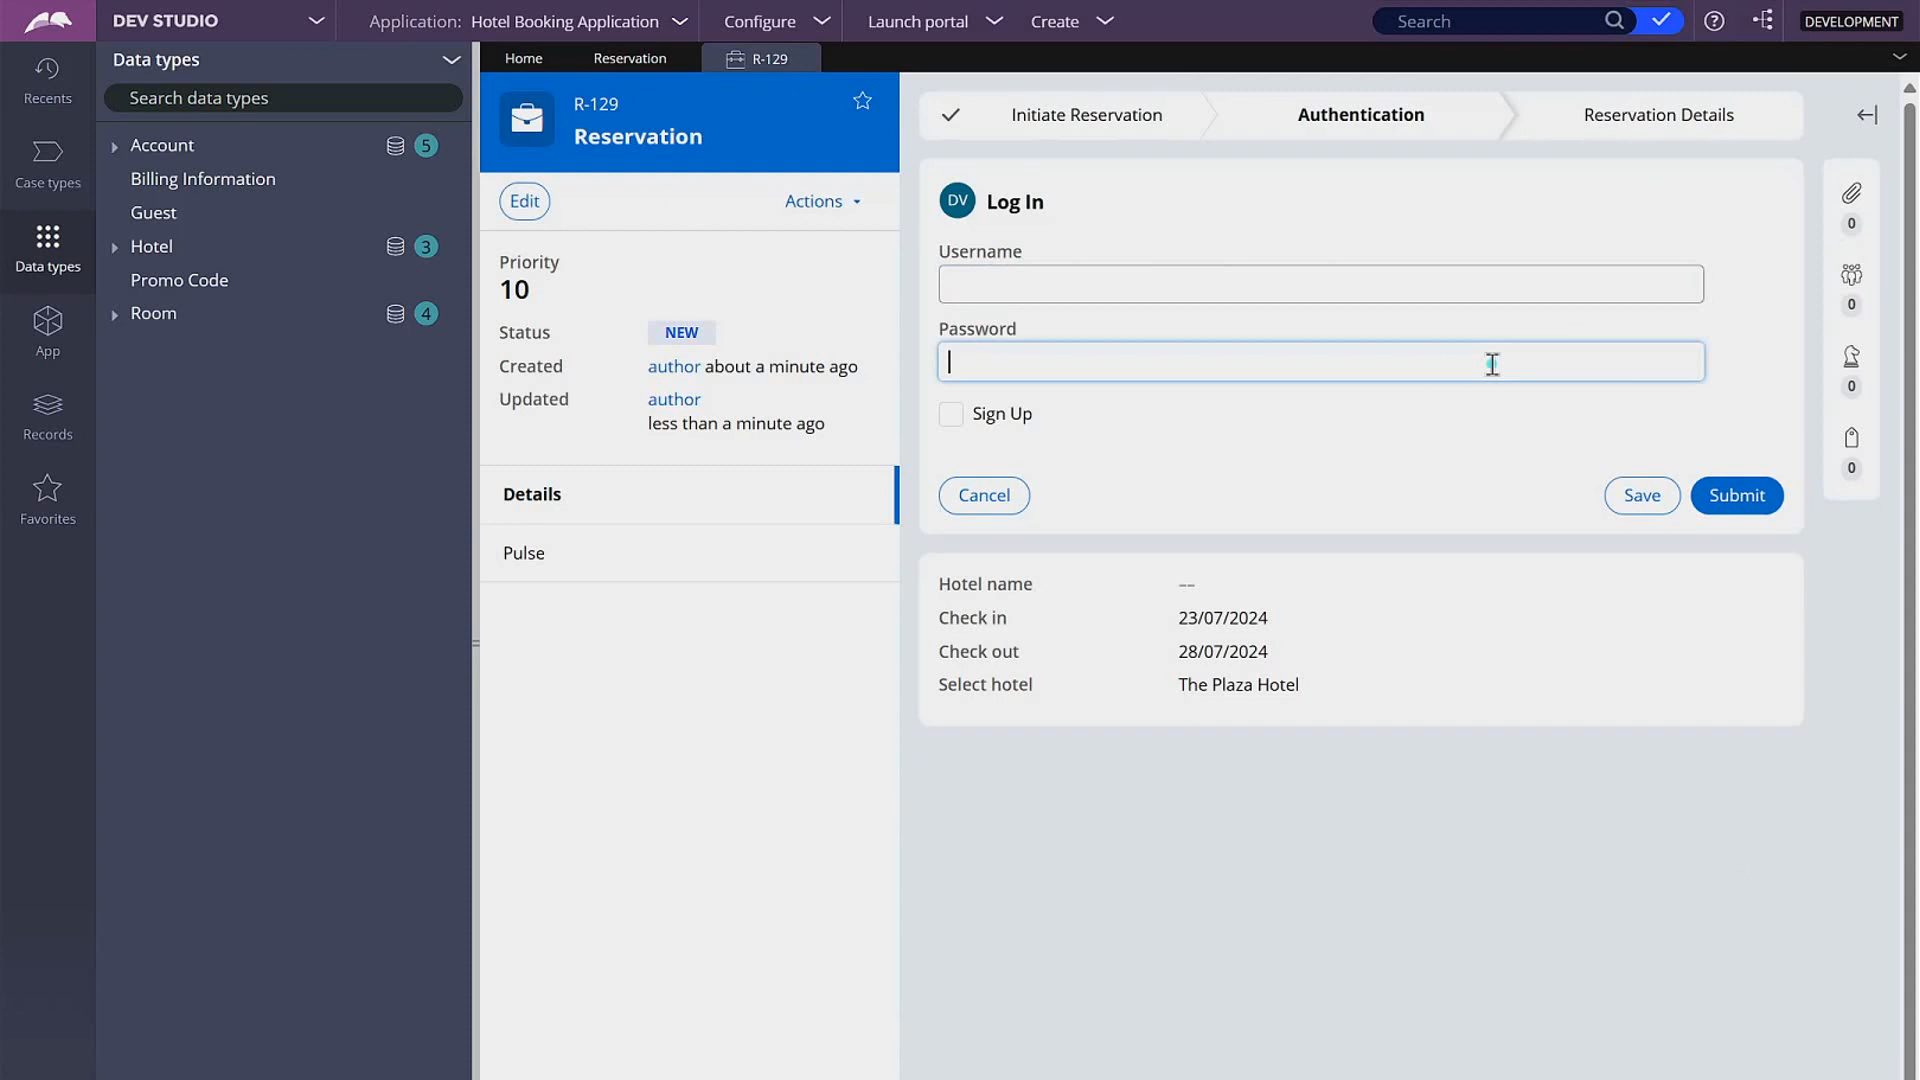 DEV STUDIO
Application: Hotel Booking Application
Configure
Launch portal
Create
Search
DEVELOPMENT
Recents
Case types
Data types
App
Records
Favorites
Data types
Search data types
Account 5
Billing Information
Guest
Hotel 3
Promo Code
Room 4
Home
Reservation
R-129
R-129
Reservation
Edit
Actions
Priority
10
Status NEW
Created author about a minute ago
Updated author
less than a minute ago
Details
Pulse
Initiate Reservation
Authentication
Reservation Details
DV Log In
Username
Password
Sign Up
Cancel
Save
Submit
Hotel name --
Check in 23/07/2024
Check out 28/07/2024
Select hotel The Plaza Hotel
0
0
0
0